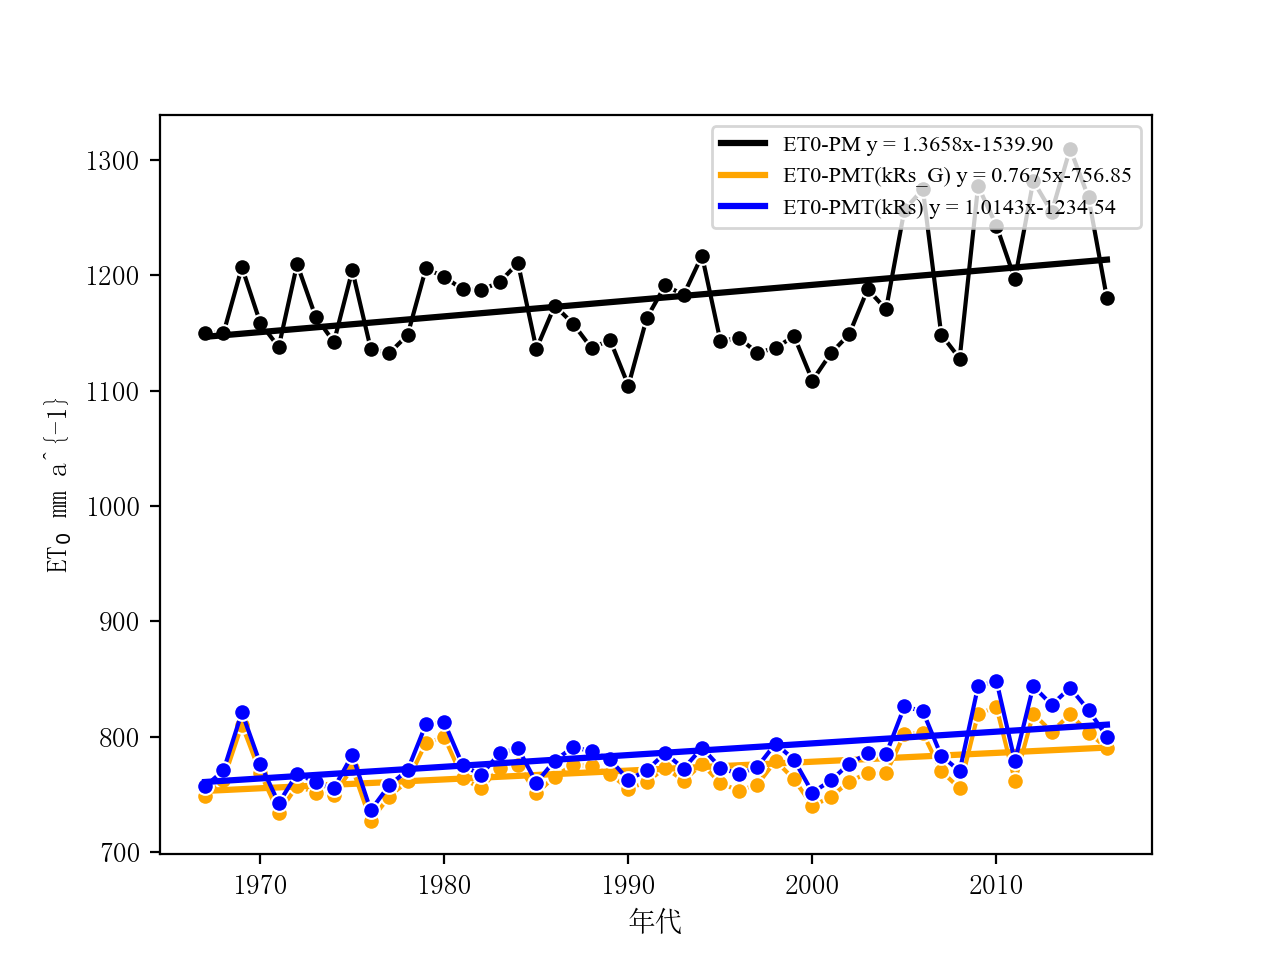 ET0-PM y = 1.3658x-1539.90
ET0-PMT(kRs_G) y = 0.7675x-756.85
ET0-PMT(kRs) y = 1.0143x-1234.54
1300
1200
1100
1000
900
800
700
ET₀ mm a^{-1}
1970
1980
1990
2000
2010
年代